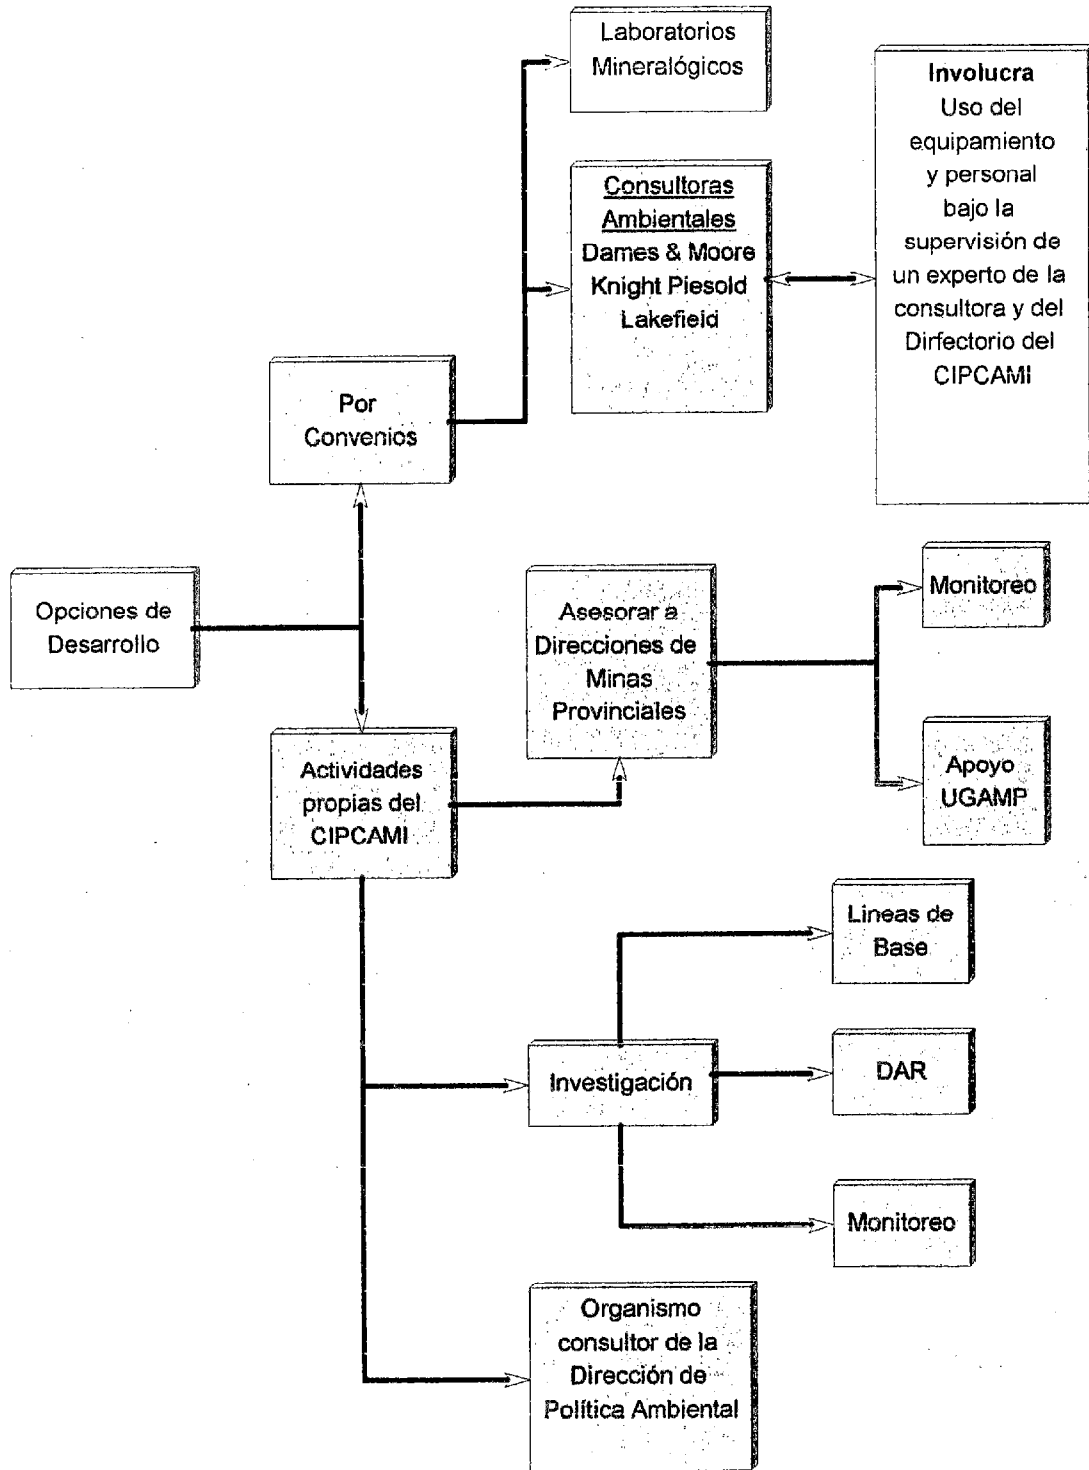 Laboratorios
Mineralógicos
Involucra
Uso del
equipamiento
y personal
bajo la
supervisión de
un experto de la
consultora y del
Dirfectorio del
CIPCAMI
Consultoras
Ambientales
Dames & Moore
Knight Piesold
Lakefield
Por
Convenios
Opciones de
Desarrollo
Asesorar a
Direcciones de
Minas
Provinciales
Monitoreo
Apoyo
UGAMP
Actividades
propias del
CIPCAMI
Lineas de
Base
Investigación
DAR
Monitoreo
Organismo
consultor de la
Dirección de
Política Ambiental